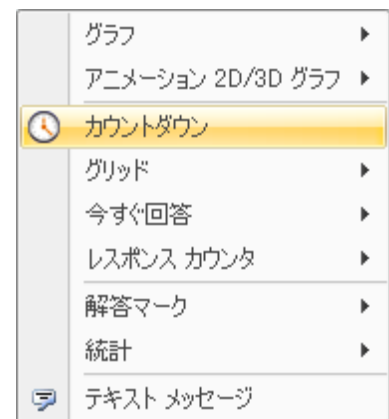 グラフ
アニメーション 2D/3D グラフ
カウントダウン
グリッド
今すぐ回答
レスポンス カウンタ
解答マーク
統計
テキスト メッセージ